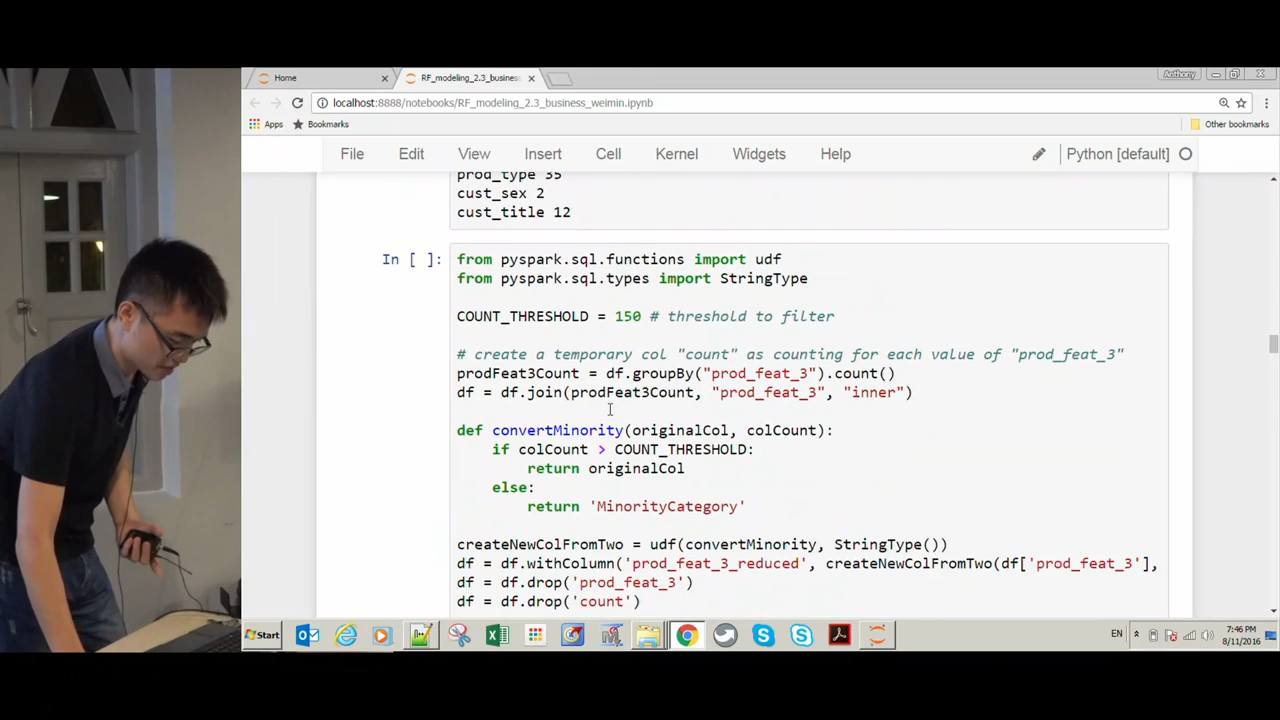 Home
RF_modeling_2.3_business_
Anthony
localhost:8888/notebooks/RF_modeling_2.3_business_weimin.ipynb
Apps
Bookmarks
Other bookmarks
File
Edit
View
Insert
Cell
Kernel
Widgets
Help
Python [default]
prod_type 35
cust_sex 2
cust_title 12
In [ ]:
from pyspark.sql.functions import udf
from pyspark.sql.types import StringType
COUNT_THRESHOLD = 150 # threshold to filter
# create a temporary col "count" as counting for each value of "prod_feat_3"
prodFeat3Count = df.groupBy("prod_feat_3").count()
df = df.join(prodFeat3Count, "prod_feat_3", "inner")
def convertMinority(originalCol, colCount):
    if colCount > COUNT_THRESHOLD:
        return originalCol
    else:
        return 'MinorityCategory'
createNewColFromTwo = udf(convertMinority, StringType())
df = df.withColumn('prod_feat_3_reduced', createNewColFromTwo(df['prod_feat_3'],
df = df.drop('prod_feat_3')
df = df.drop('count')
Start
EN
7:46 PM
8/11/2016